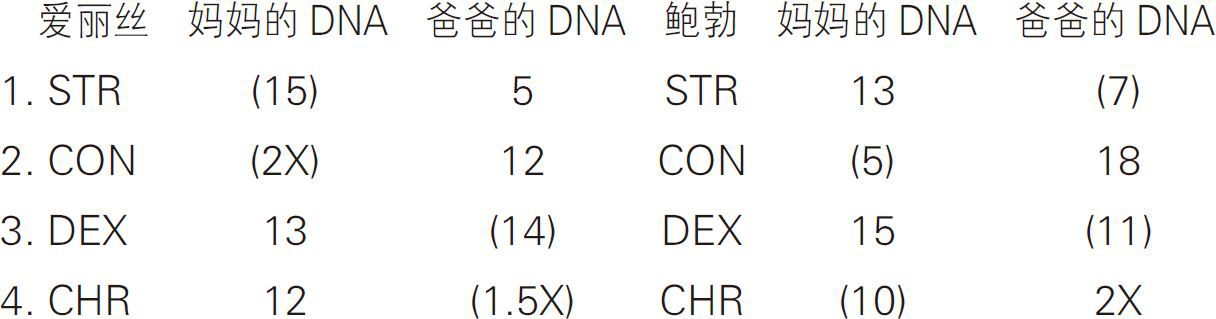 爱丽丝 妈妈的 DNA 爸爸的 DNA 鲍勃 妈妈的 DNA 爸爸的 DNA
1. STR (15) 5 STR 13 (7)
2. CON (2X) 12 CON (5) 18
3. DEX 13 (14) DEX 15 (11)
4. CHR 12 (1.5X) CHR (10) 2X